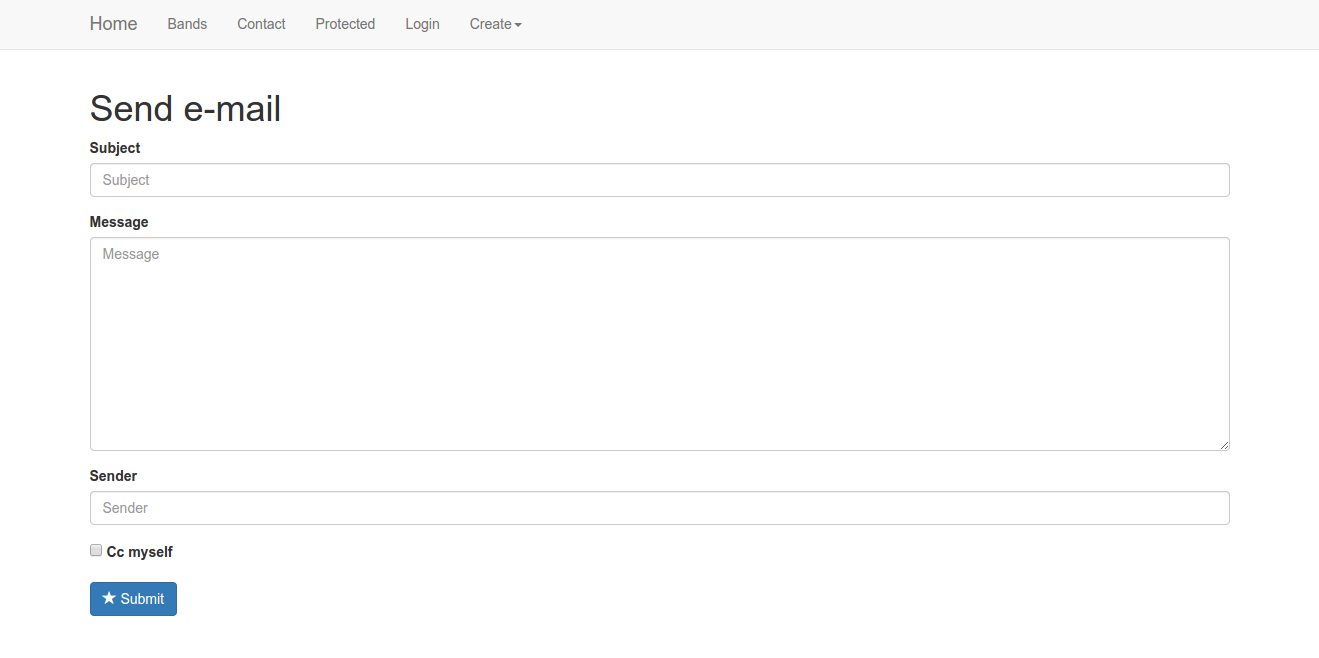 Home Bands Contact Protected Login Create
Send e-mail
Subject
Subject
Message
Message
Sender
Sender
Cc myself
Submit